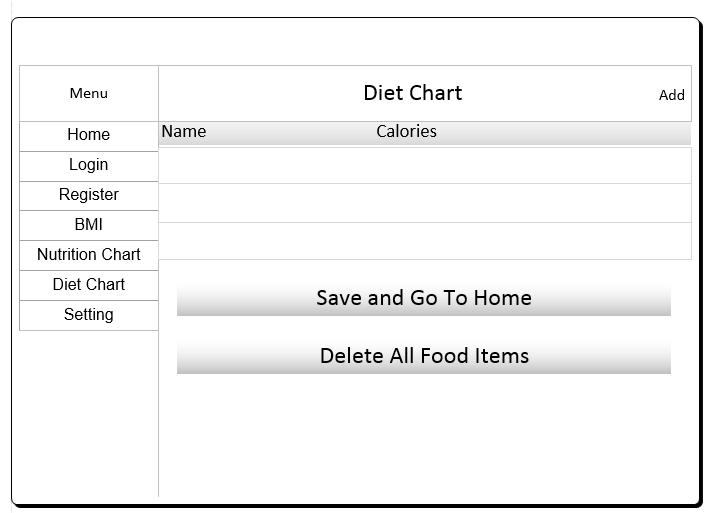 Menu
Diet Chart
Add
Home
Login
Register
BMI
Nutrition Chart
Diet Chart
Setting
Name
Calories
Save and Go To Home
Delete All Food Items